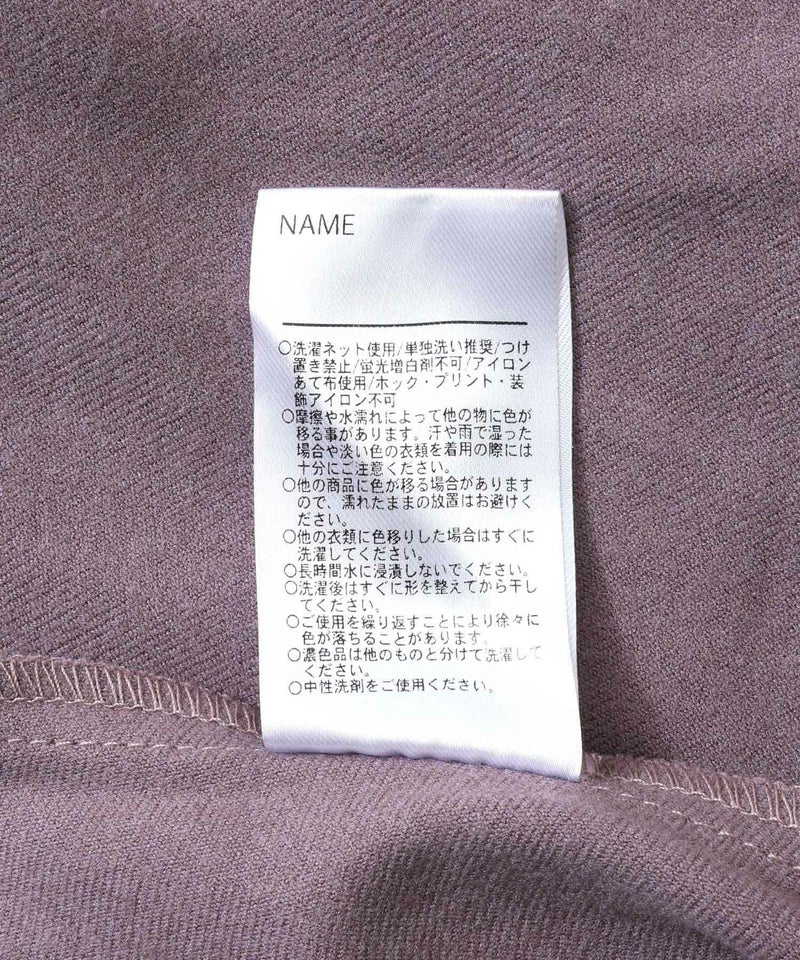 NAME
○洗濯ネット使用/単独洗い推奨/つけ
置き禁止/蛍光増白剤不可/アイロン
あて布使用/ホック・プリント・装
飾アイロン不可
○摩擦や水濡れによって他の物に色が
移る事があります。汗や雨で湿った
場合や淡い色の衣類を着用の際には
十分にご注意ください。
○他の商品に色が移る場合があります
ので、濡れたままの放置はお避けく
ださい。
○他の衣類に色移りした場合はすぐに
洗濯してください。
○長時間水に浸漬しないでください。
○洗濯後はすぐに形を整えてから干し
てください。
○ご使用を繰り返すことにより徐々に
色が落ちることがあります。
○濃色品は他のものと分けて洗濯して
ください。
○中性洗剤をご使用ください。